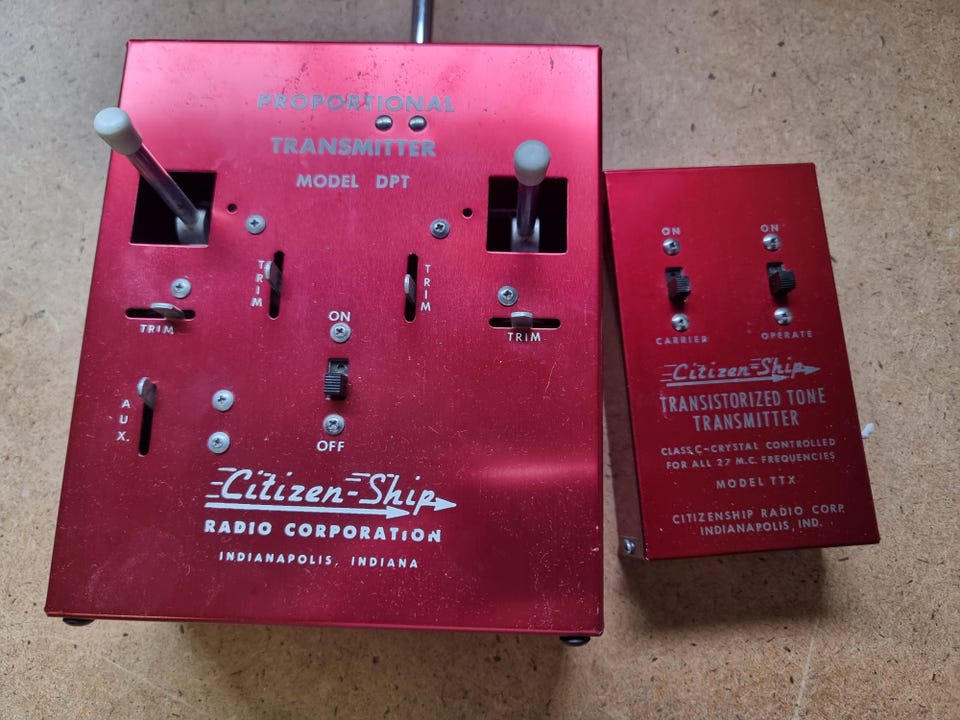 PROPORTIONAL
TRANSMITTER
MODEL DPT
TRIM
TRIM
TRIM
TRIM
ON
OFF
AUX.
Citizen-Ship
RADIO CORPORATION
INDIANAPOLIS, INDIANA
ON ON
CARRIER OPERATE
Citizen-Ship
TRANSISTORIZED TONE
TRANSMITTER
CLASS C-CRYSTAL CONTROLLED
FOR ALL 27 M.C. FREQUENCIES
MODEL TTX
CITIZENSHIP RADIO CORP.
INDIANAPOLIS, IND.